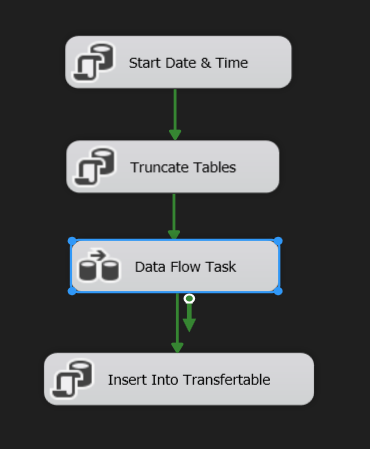 Start Date & Time
Truncate Tables
Data Flow Task
Insert Into Transfertable